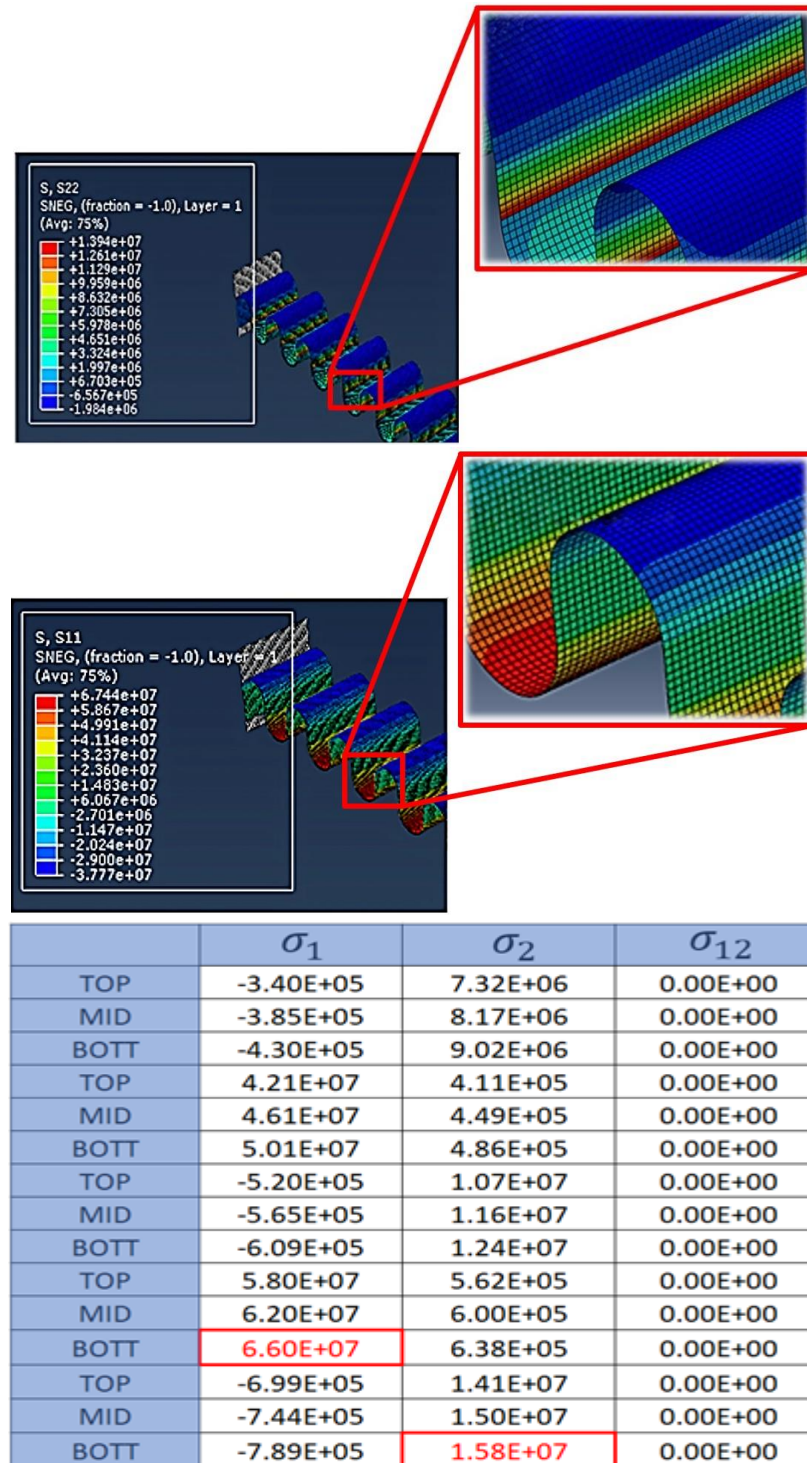 S, S22
SNEG, (fraction = -1.0), Layer = 1
(Avg: 75%)
+1.394e+07
+1.261e+07
+1.129e+07
+9.959e+06
+8.632e+06
+7.305e+06
+5.978e+06
+4.651e+06
+3.324e+06
+1.997e+06
+6.703e+05
-6.567e+05
-1.984e+06
S, S11
SNEG, (fraction = -1.0), Layer = 1
(Avg: 75%)
+6.744e+07
+5.867e+07
+4.991e+07
+4.114e+07
+3.237e+07
+2.360e+07
+1.483e+07
+6.067e+06
-2.701e+06
-1.147e+07
-2.024e+07
-2.900e+07
-3.777e+07
σ1 σ2 σ12
TOP -3.40E+05 7.32E+06 0.00E+00
MID -3.85E+05 8.17E+06 0.00E+00
BOTT -4.30E+05 9.02E+06 0.00E+00
TOP 4.21E+07 4.11E+05 0.00E+00
MID 4.61E+07 4.49E+05 0.00E+00
BOTT 5.01E+07 4.86E+05 0.00E+00
TOP -5.20E+05 1.07E+07 0.00E+00
MID -5.65E+05 1.16E+07 0.00E+00
BOTT -6.09E+05 1.24E+07 0.00E+00
TOP 5.80E+07 5.62E+05 0.00E+00
MID 6.20E+07 6.00E+05 0.00E+00
BOTT 6.60E+07 6.38E+05 0.00E+00
TOP -6.99E+05 1.41E+07 0.00E+00
MID -7.44E+05 1.50E+07 0.00E+00
BOTT -7.89E+05 1.58E+07 0.00E+00